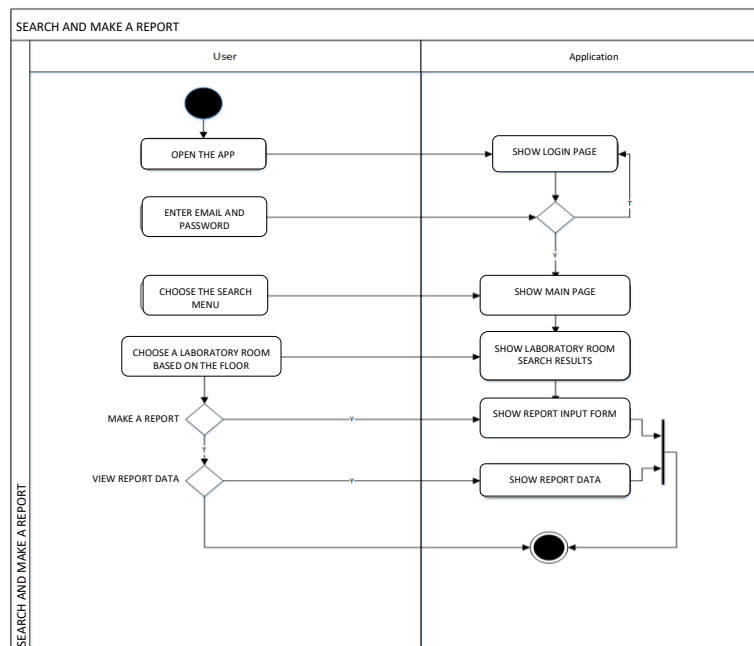 SEARCH AND MAKE A REPORT
User
Application
OPEN THE APP
SHOW LOGIN PAGE
ENTER EMAIL AND
PASSWORD
T
Y
CHOOSE THE SEARCH
MENU
SHOW MAIN PAGE
CHOOSE A LABORATORY ROOM
BASED ON THE FLOOR
SHOW LABORATORY ROOM
SEARCH RESULTS
MAKE A REPORT
Y
SHOW REPORT INPUT FORM
T
VIEW REPORT DATA
Y
SHOW REPORT DATA
SEARCH AND MAKE A REPORT